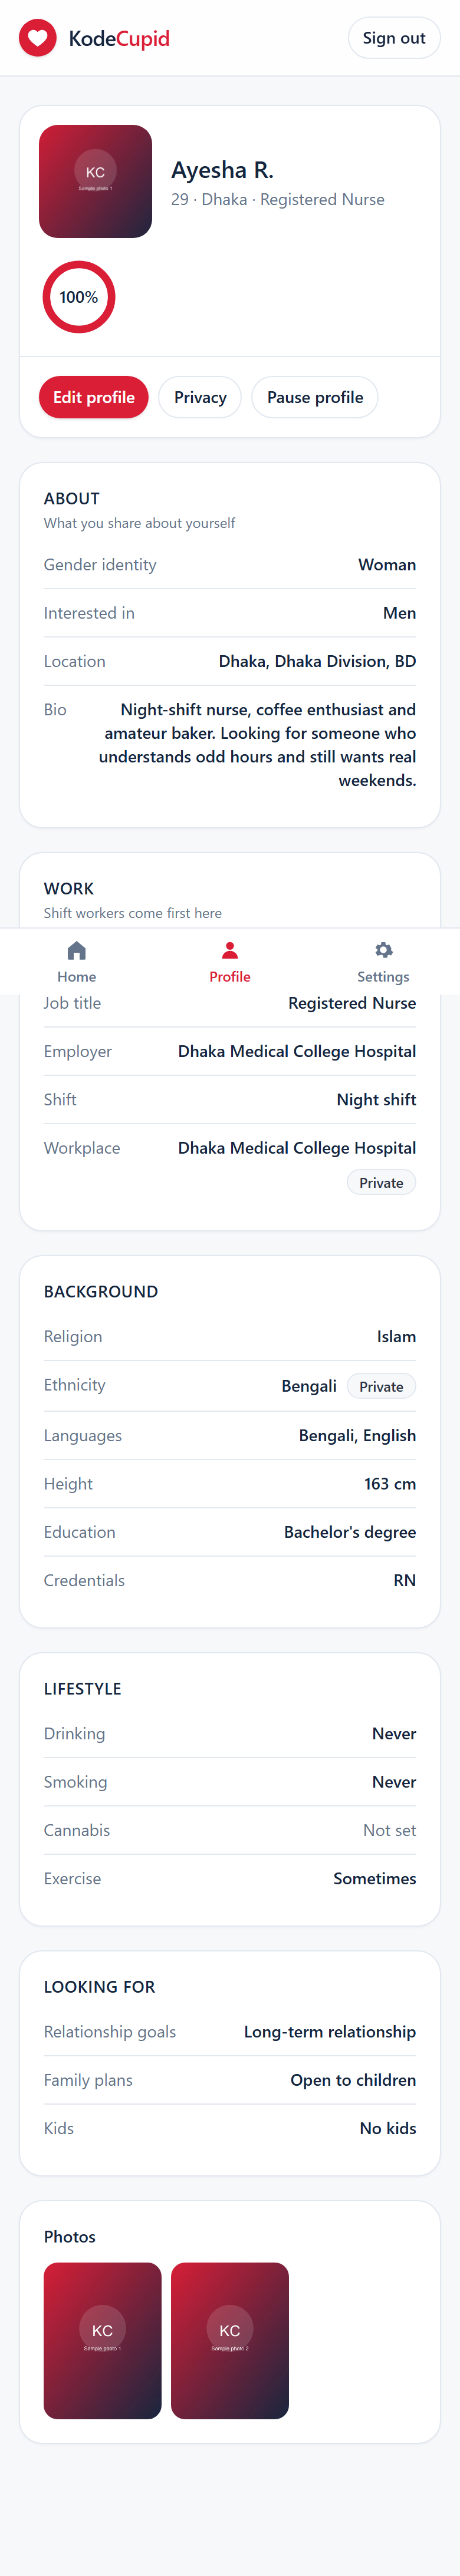 KodeCupid
Sign out
KC
Sample photo 1
Ayesha R.
29 · Dhaka · Registered Nurse
100%
Edit profile
Privacy
Pause profile
ABOUT
What you share about yourself
Gender identity Woman
Interested in Men
Location Dhaka, Dhaka Division, BD
Bio Night-shift nurse, coffee enthusiast and
amateur baker. Looking for someone who
understands odd hours and still wants real
weekends.
WORK
Shift workers come first here
Home
Profile
Settings
Job title Registered Nurse
Employer Dhaka Medical College Hospital
Shift Night shift
Workplace Dhaka Medical College Hospital
Private
BACKGROUND
Religion Islam
Ethnicity Bengali Private
Languages Bengali, English
Height 163 cm
Education Bachelor's degree
Credentials RN
LIFESTYLE
Drinking Never
Smoking Never
Cannabis Not set
Exercise Sometimes
LOOKING FOR
Relationship goals Long-term relationship
Family plans Open to children
Kids No kids
Photos
KC
Sample photo 1
KC
Sample photo 2